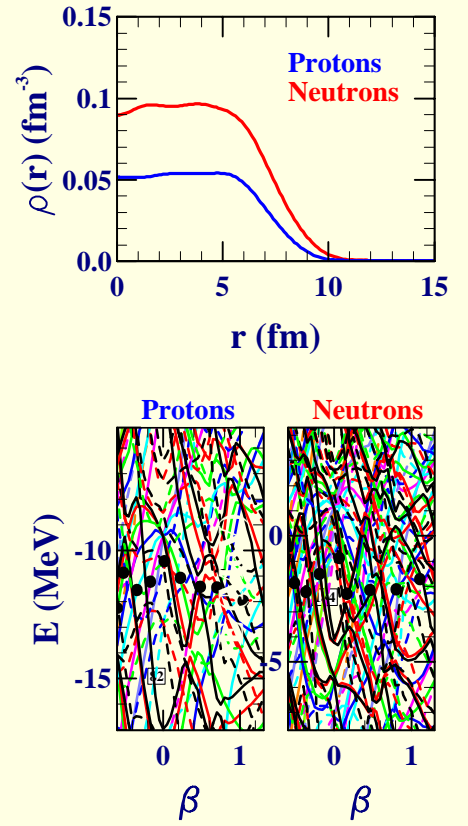 Protons
Neutrons
ρ(r) (fm-3)
0.15
0.1
0.05
0.0
0 5 10 15
r (fm)
Protons Neutrons
E (MeV)
-10
-15
82
0
-5
0 1 0 1
β β